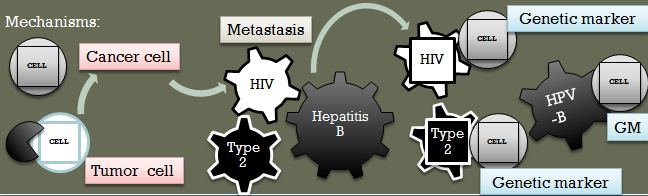 Mechanisms:
CELL
Cancer cell
CELL
Tumor cell
Metastasis
HIV
Type
2
Hepatitis
B
HIV
CELL
Genetic marker
Type
2
CELL
Genetic marker
HPV
-B
CELL
GM